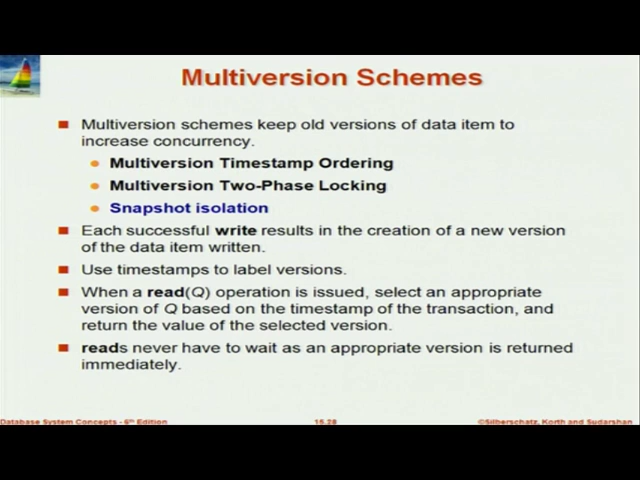 Multiversion Schemes
Multiversion schemes keep old versions of data item to
increase concurrency.
Multiversion Timestamp Ordering
Multiversion Two-Phase Locking
Snapshot isolation
Each successful write results in the creation of a new version
of the data item written.
Use timestamps to label versions.
When a read(Q) operation is issued, select an appropriate
version of Q based on the timestamp of the transaction, and
return the value of the selected version.
reads never have to wait as an appropriate version is returned
immediately.
Database System Concepts - 6th Edition
15.28
©Silberschatz, Korth and Sudarshan